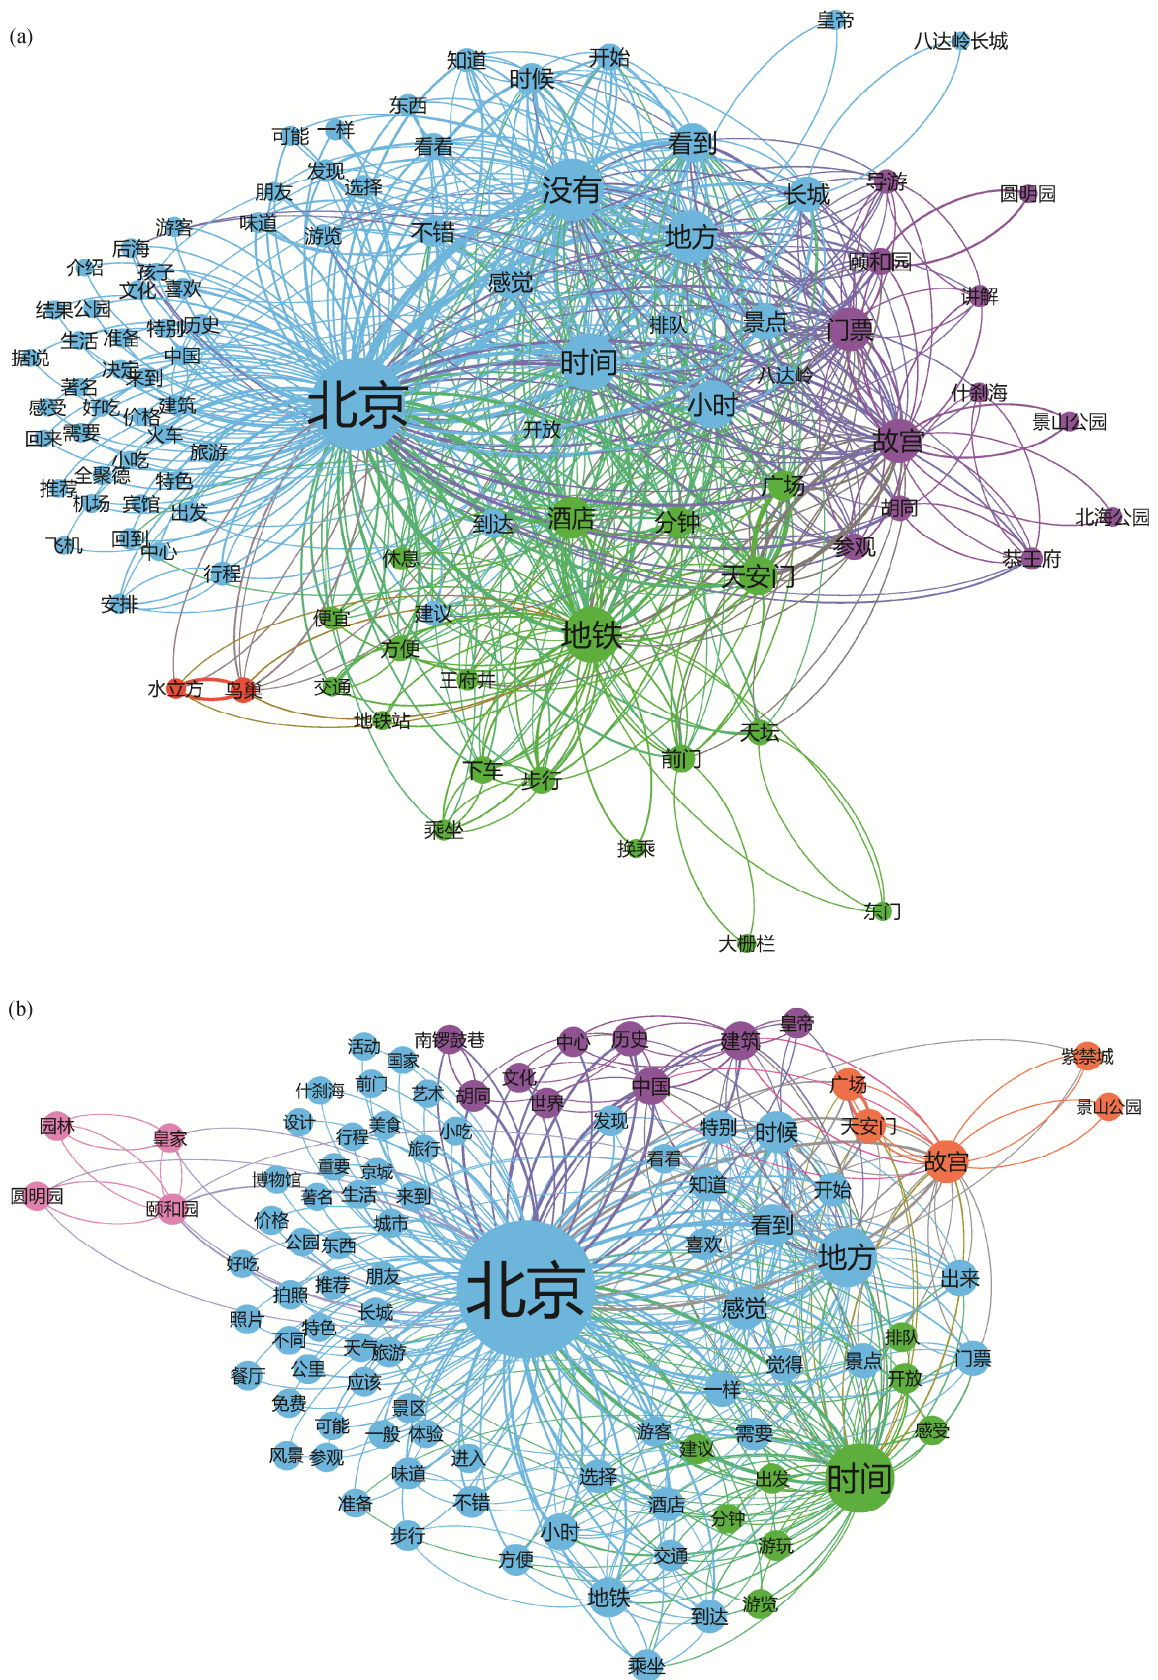 (a)
皇帝
八达岭长城
知道
时候
开始
东西
可能
一样
看看
看到
发现
选择
朋友
没有
长城
导游
圆明园
味道
游览
不错
地方
游客
后海
介绍
孩子
文化
喜欢
感觉
颐和园
讲解
结果
公园
生活
准备
特别
历史
排队
景点
门票
据说
决定
来到
中国
时间
八达岭
著名
感受
好吃
价格
建筑
北京
小时
什刹海
景山公园
回来
需要
火车
开放
故宫
小吃
旅游
推荐
全聚德
特色
广场
机场
宾馆
出发
到达
酒店
分钟
胡同
北海公园
飞机
回到
中心
休息
参观
恭王府
行程
天安门
安排
便宜
建议
地铁
方便
水立方
鸟巢
交通
王府井
地铁站
天坛
前门
下车
步行
乘坐
换乘
东门
大栅栏
(b)
活动
国家
南锣鼓巷
中心
历史
建筑
皇帝
紫禁城
什刹海
前门
艺术
胡同
文化
世界
中国
广场
景山公园
园林
皇家
设计
行程
美食
小吃
旅行
发现
特别
时候
天安门
故宫
圆明园
颐和园
博物馆
重要
京城
著名
生活
来到
看看
知道
开始
价格
城市
看到
公园
东西
喜欢
地方
好吃
推荐
朋友
北京
出来
照片
拍照
长城
感觉
不同
特色
天气
旅游
排队
餐厅
公里
应该
觉得
景点
门票
开放
免费
景区
一样
可能
一般
体验
游客
需要
感受
风景
参观
进入
建议
味道
选择
出发
时间
准备
不错
酒店
分钟
步行
小时
方便
交通
游玩
地铁
到达
游览
乘坐